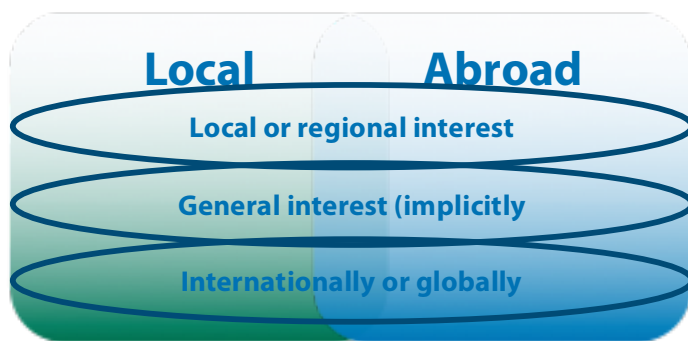 Local Abroad
Local or regional interest
General interest (implicitly
Internationally or globally